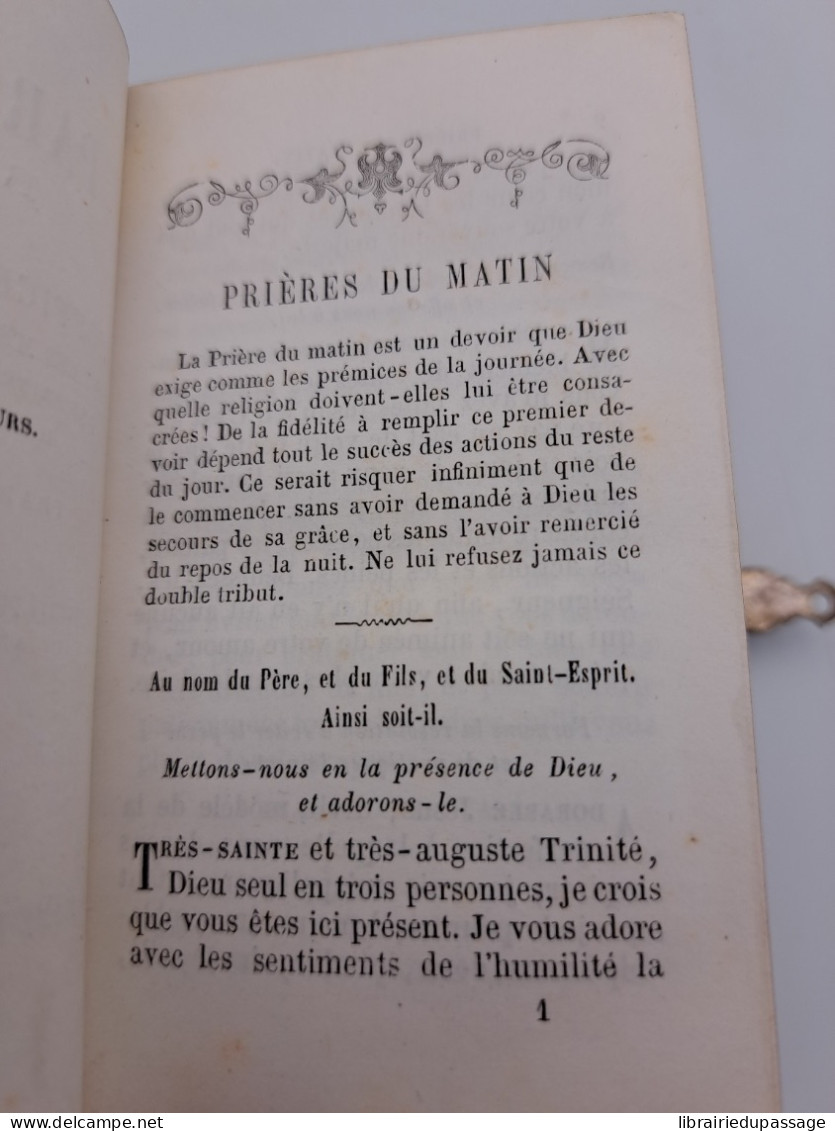 URS.
PRIÈRES DU MATIN
La Prière du matin est un devoir que Dieu
exige comme les prémices de la journée. Avec
quelle religion doivent-elles lui être consa-
crées! De la fidélité à remplir ce premier de-
voir dépend tout le succès des actions du reste
du jour. Ce serait risquer infiniment que de
le commencer sans avoir demandé à Dieu les
secours de sa grâce, et sans l'avoir remercié
du repos de la nuit. Ne lui refusez jamais ce
double tribut.
Au nom du Père, et du Fils, et du Saint-Esprit.
Ainsi soit-il.
Mettons-nous en la présence de Dieu,
et adorons-le.
TRÈS-SAINTE et très-auguste Trinité,
Dieu seul en trois personnes, je crois
que vous êtes ici présent. Je vous adore
avec les sentiments de l'humilité la
1
delcampe.net
librairiedupassage